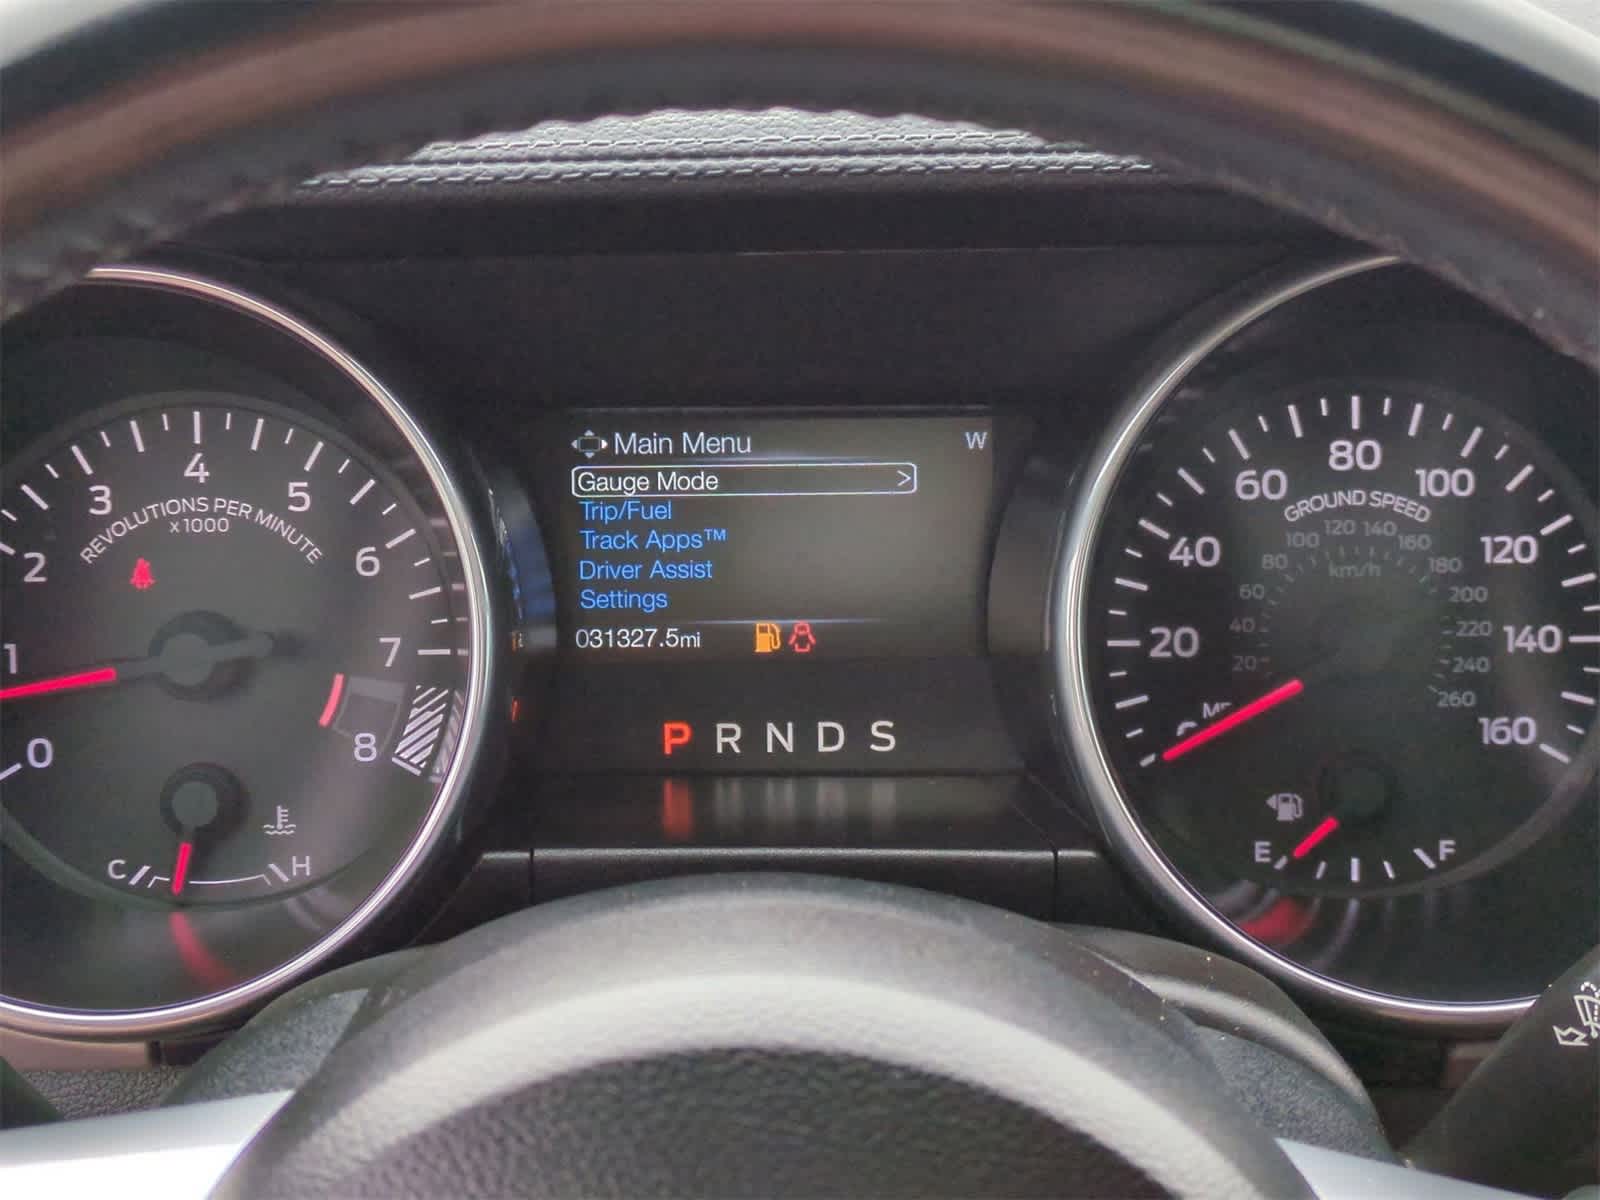 Main Menu
W
Gauge Mode >
Trip/Fuel
Track Apps™
Driver Assist
Settings
031327.5mi
P R N D S
0
1
2
3
4
5
6
7
8
REVOLUTIONS PER MINUTE
x1000
C
H
20
40
60
80
100
120
140
160
GROUND SPEED
20
40
60
80
100
120
140
160
180
200
220
240
260
km/h
E
F